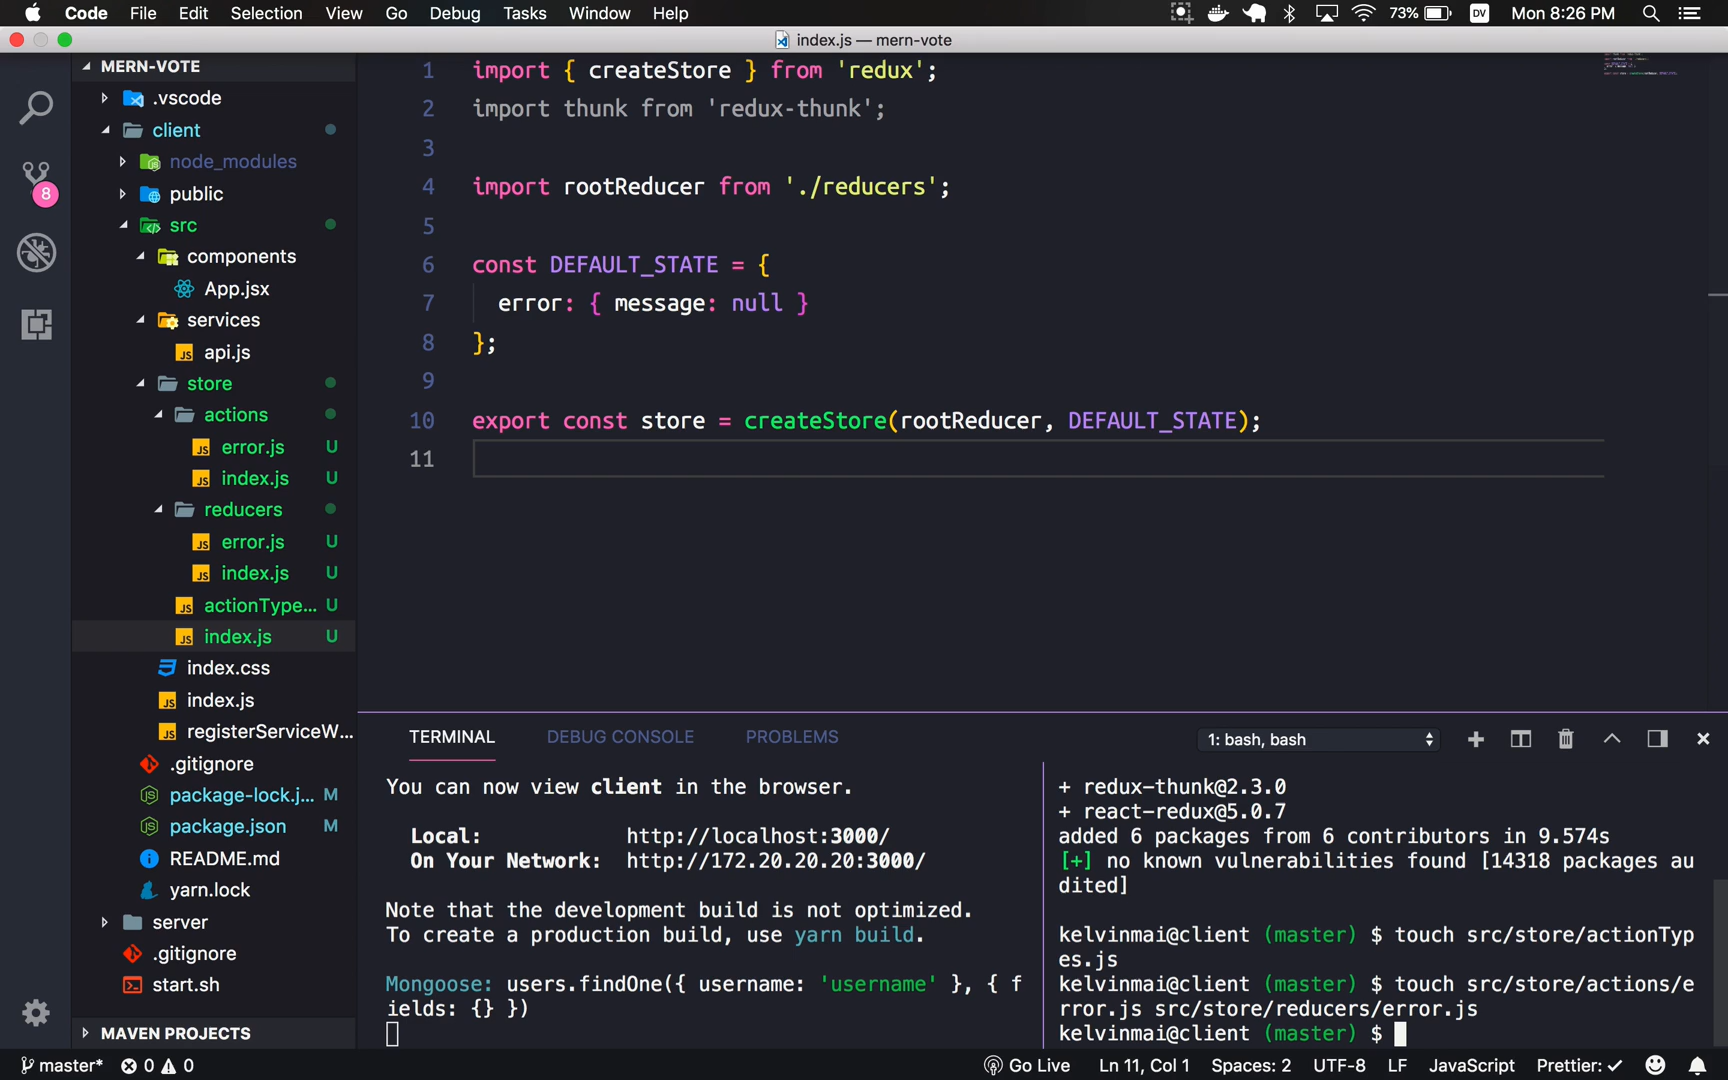 Code File Edit Selection View Go Debug Tasks Window Help 73% DV Mon 8:26 PM
index.js — mern-vote
MERN-VOTE
.vscode
client
node_modules
public
src
components
App.jsx
services
api.js
store
actions
error.js U
index.js U
reducers
error.js U
index.js U
actionType... U
index.js U
index.css
index.js
registerServiceW...
.gitignore
package-lock.j... M
package.json M
README.md
yarn.lock
server
.gitignore
start.sh
MAVEN PROJECTS
8
1 import { createStore } from 'redux';
2 import thunk from 'redux-thunk';
3
4 import rootReducer from './reducers';
5
6 const DEFAULT_STATE = {
7 error: { message: null }
8 };
9
10 export const store = createStore(rootReducer, DEFAULT_STATE);
11
TERMINAL DEBUG CONSOLE PROBLEMS 1: bash, bash
You can now view client in the browser.
Local: http://localhost:3000/
On Your Network: http://172.20.20.20:3000/
Note that the development build is not optimized.
To create a production build, use yarn build.
Mongoose: users.findOne({ username: 'username' }, { f
ields: {} })
+ redux-thunk@2.3.0
+ react-redux@5.0.7
added 6 packages from 6 contributors in 9.574s
[+] no known vulnerabilities found [14318 packages au
dited]
kelvinmai@client (master) $ touch src/store/actionTyp
es.js
kelvinmai@client (master) $ touch src/store/actions/e
rror.js src/store/reducers/error.js
kelvinmai@client (master) $
master* 0 0 Go Live Ln 11, Col 1 Spaces: 2 UTF-8 LF JavaScript Prettier: ✓